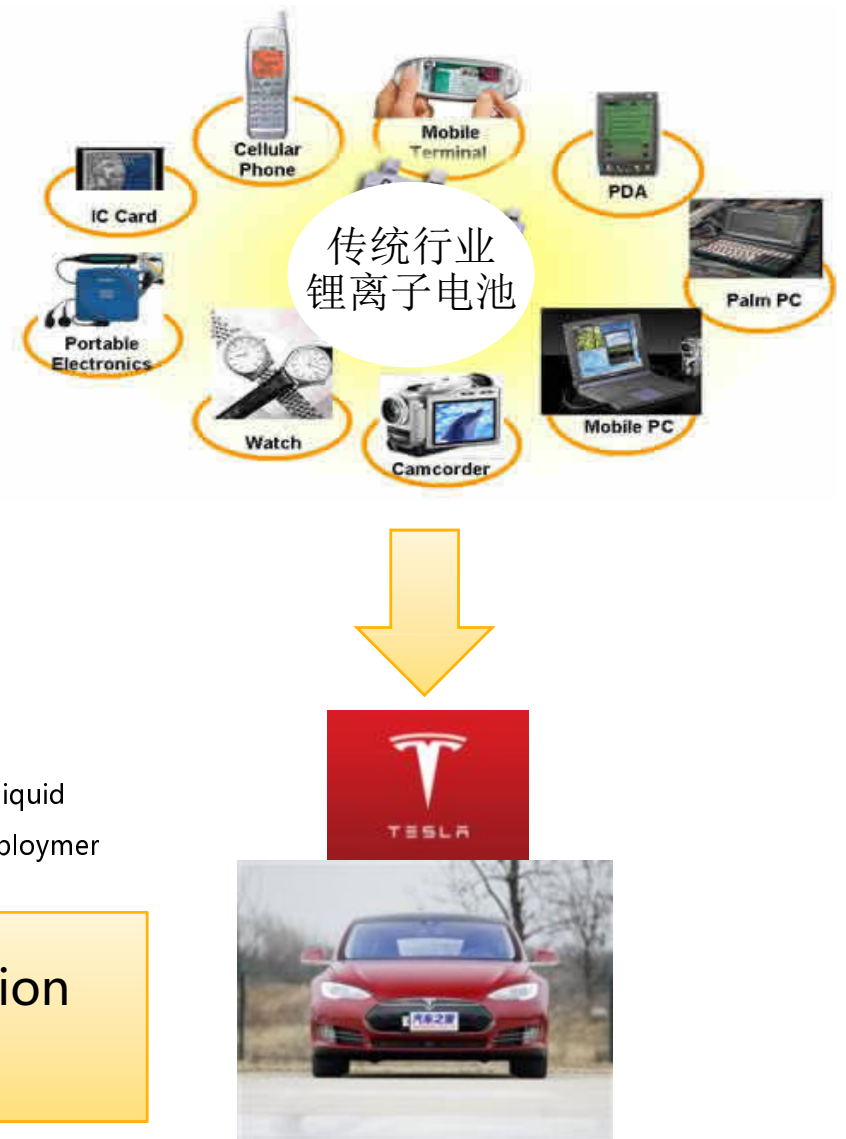 Cellular
Phone
Mobile
Terminal
PDA
IC Card
传统行业
锂离子电池
Palm PC
Portable
Electronics
Watch
Camcorder
Mobile PC
iquid
ploymer
TESLA
ion